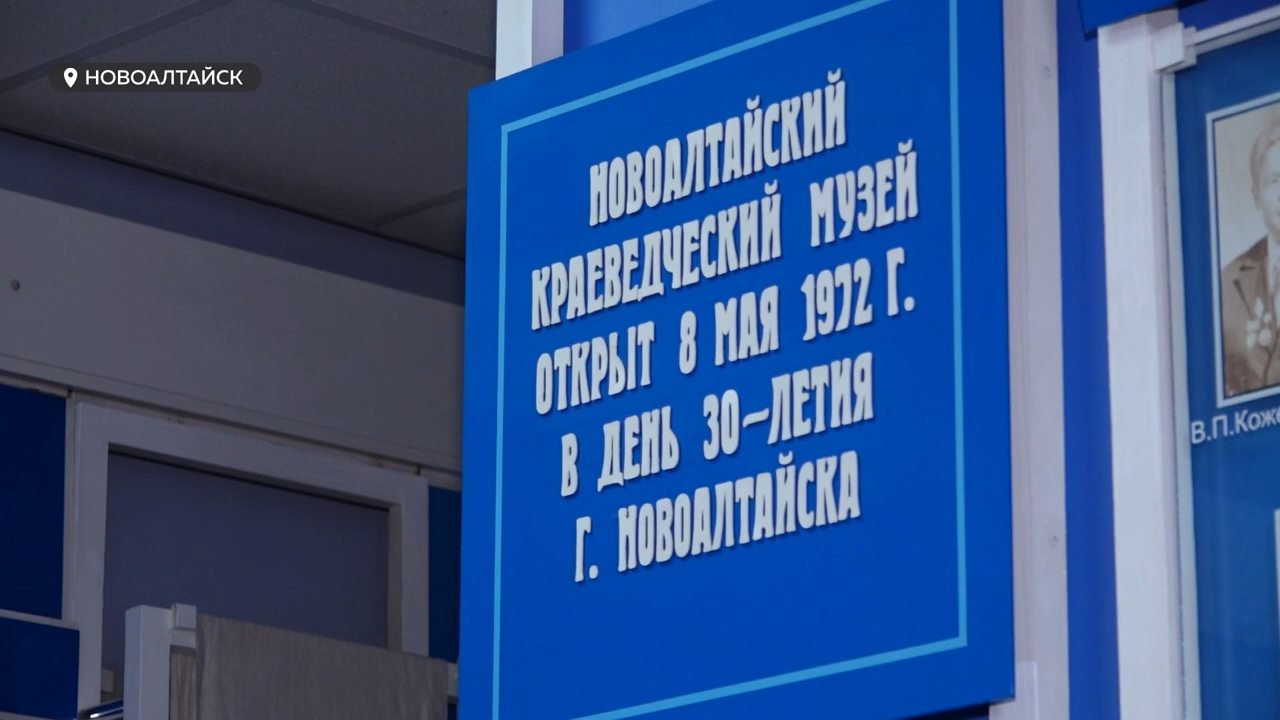 НОВОАЛТАЙСК
НОВОАЛТАЙСКИЙ
КРАЕВЕДЧЕСКИЙ МУЗЕЙ
ОТКРЫТ 8 МАЯ 1972 Г.
В ДЕНЬ 30-ЛЕТИЯ
Г. НОВОАЛТАЙСКА
В.П.